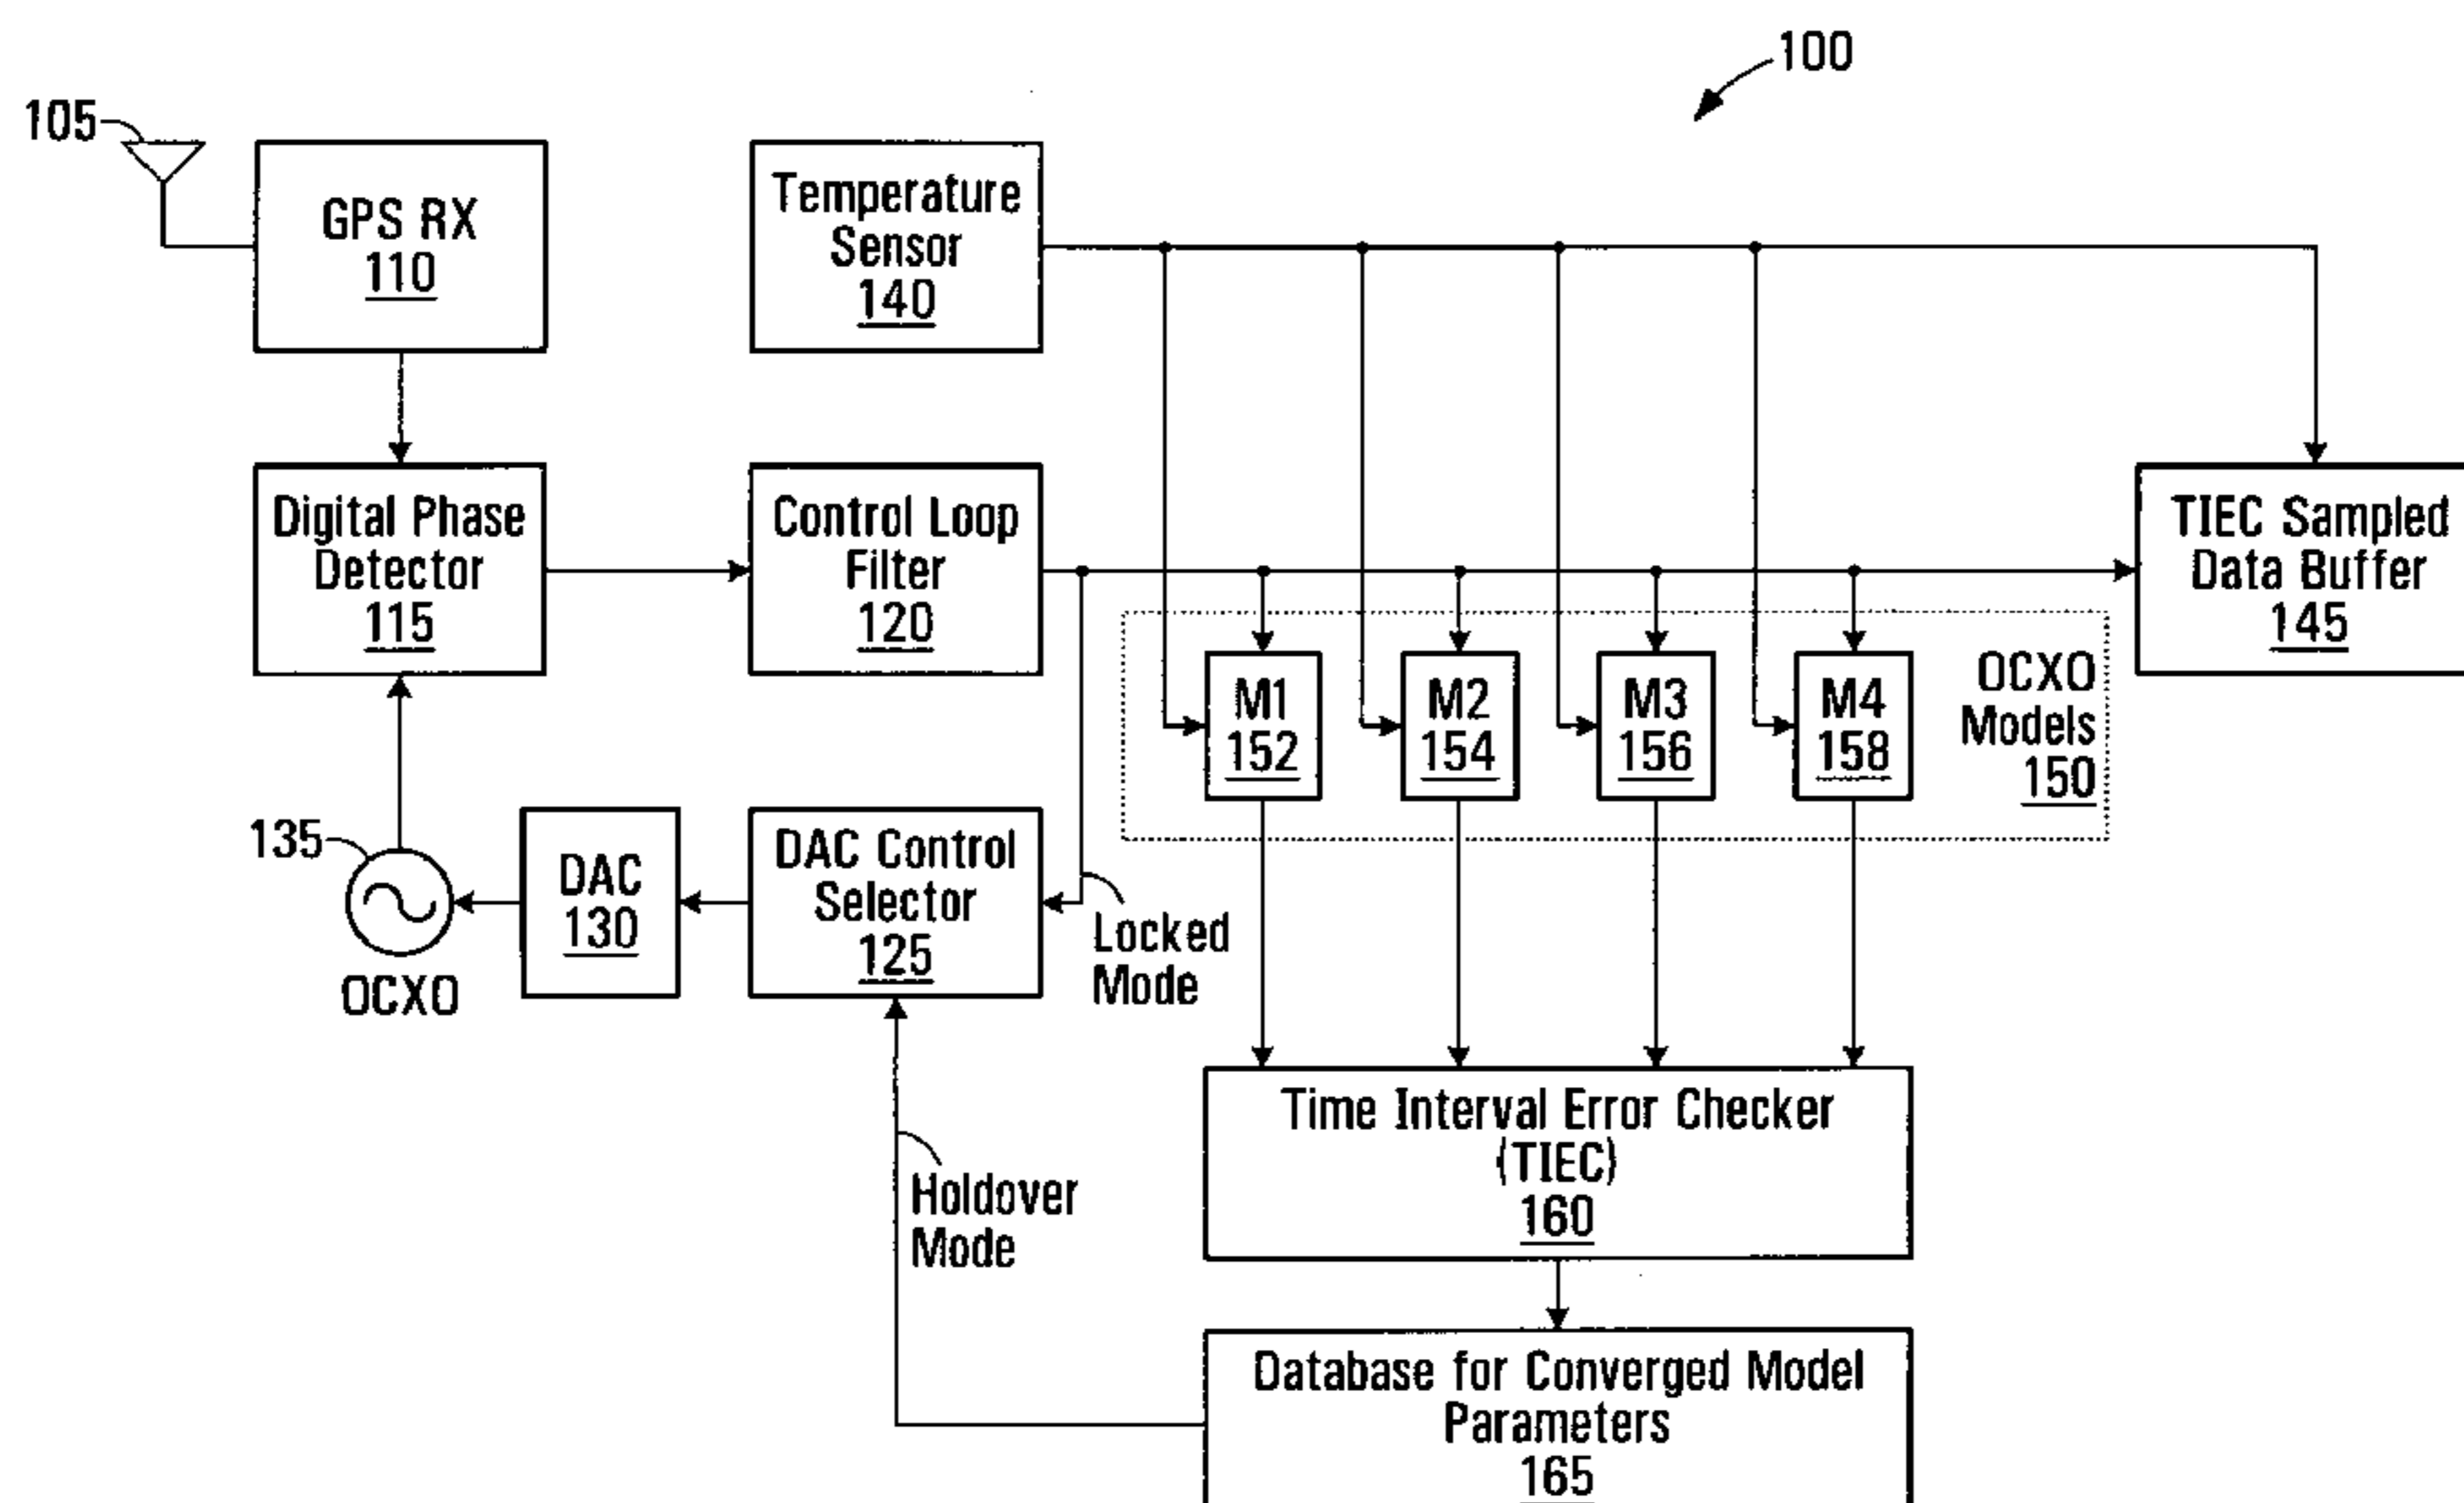 100
105
GPS RX
110
Temperature
Sensor
140
Digital Phase
Detector
115
Control Loop
Filter
120
TIEC Sampled
Data Buffer
145
M1
152
M2
154
M3
156
M4
158
OCXO
Models
150
135
OCXO
DAC
130
DAC Control
Selector
125
Locked
Mode
Holdover
Mode
Time Interval Error Checker
(TIEC)
160
Database for Converged Model
Parameters
165